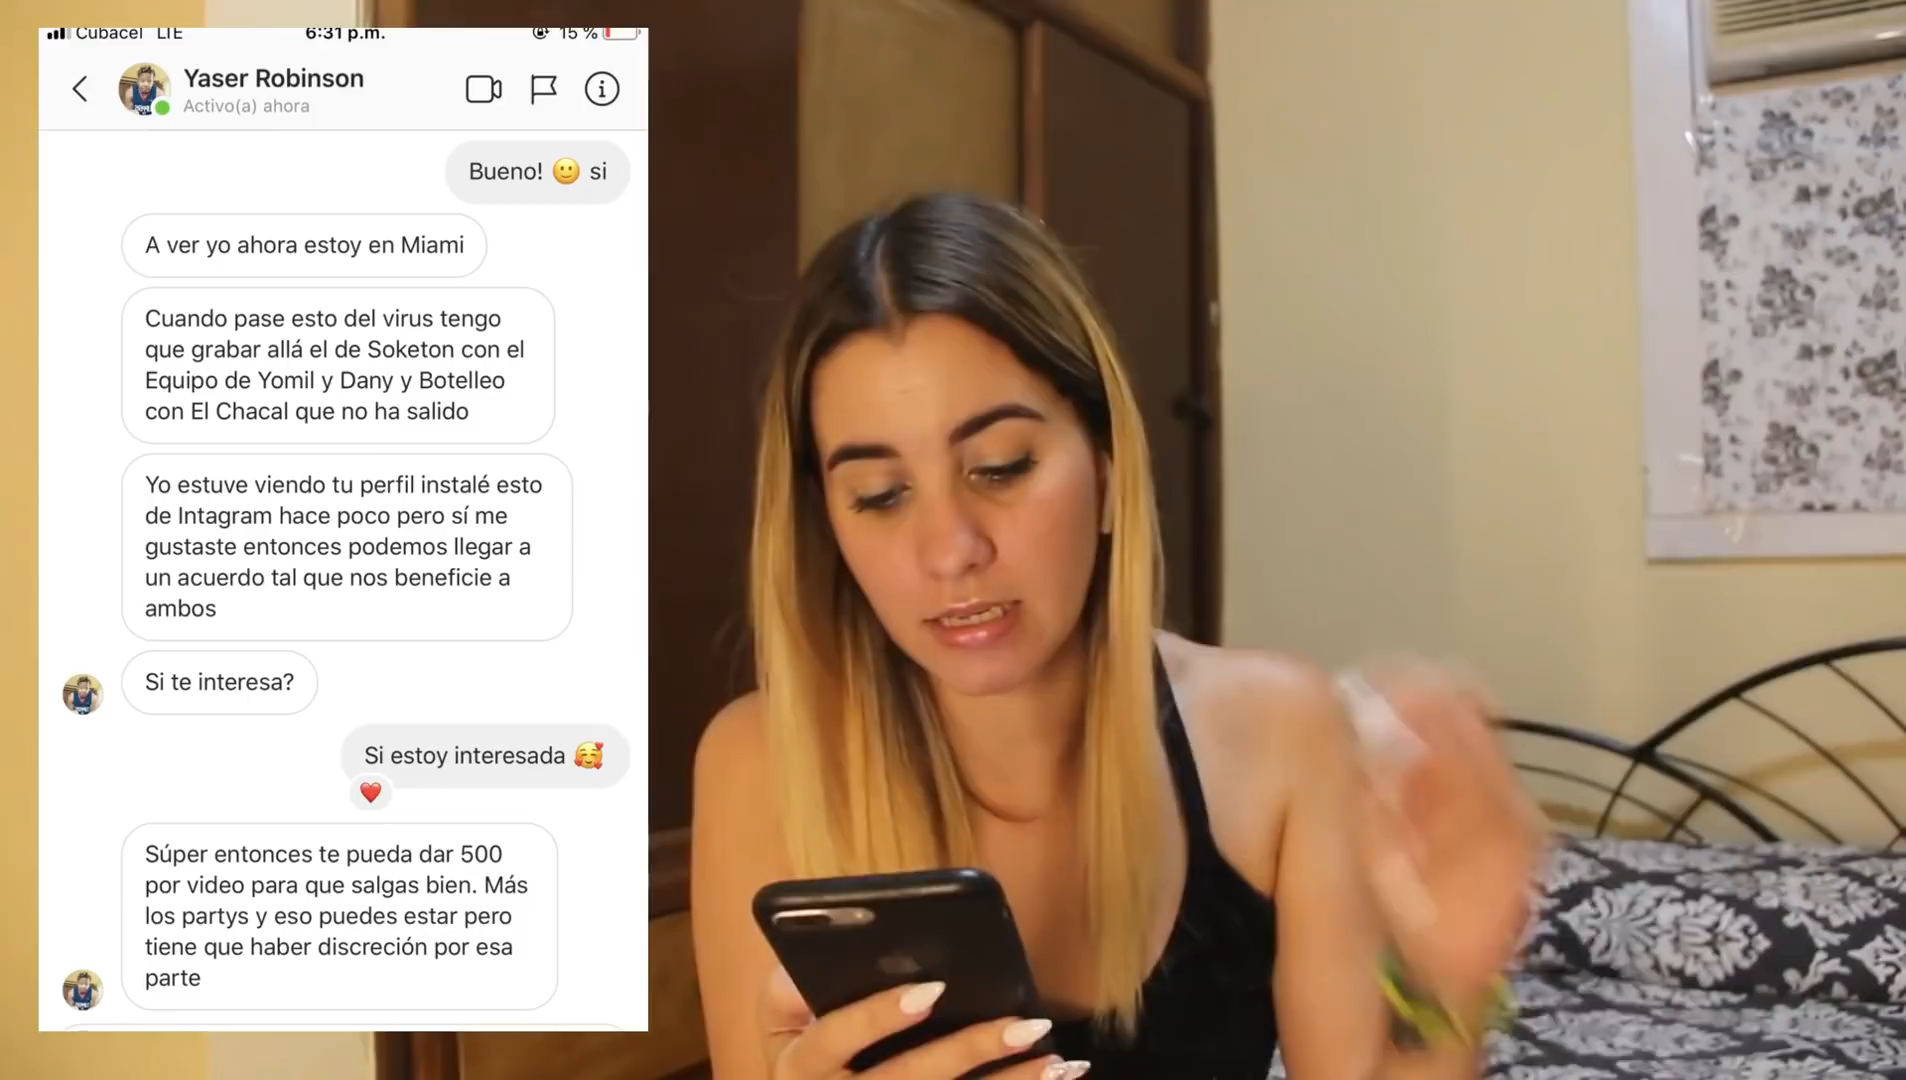 Cubacel LTE 6:31 p.m. 15 %
Yaser Robinson
Activo(a) ahora
Bueno! 🙂 si
A ver yo ahora estoy en Miami
Cuando pase esto del virus tengo
que grabar allá el de Soketon con el
Equipo de Yomil y Dany y Botelleo
con El Chacal que no ha salido
Yo estuve viendo tu perfil instalé esto
de Intagram hace poco pero sí me
gustaste entonces podemos llegar a
un acuerdo tal que nos beneficie a
ambos
Si te interesa?
Si estoy interesada 🥰
❤️
Súper entonces te pueda dar 500
por video para que salgas bien. Más
los partys y eso puedes estar pero
tiene que haber discreción por esa
parte